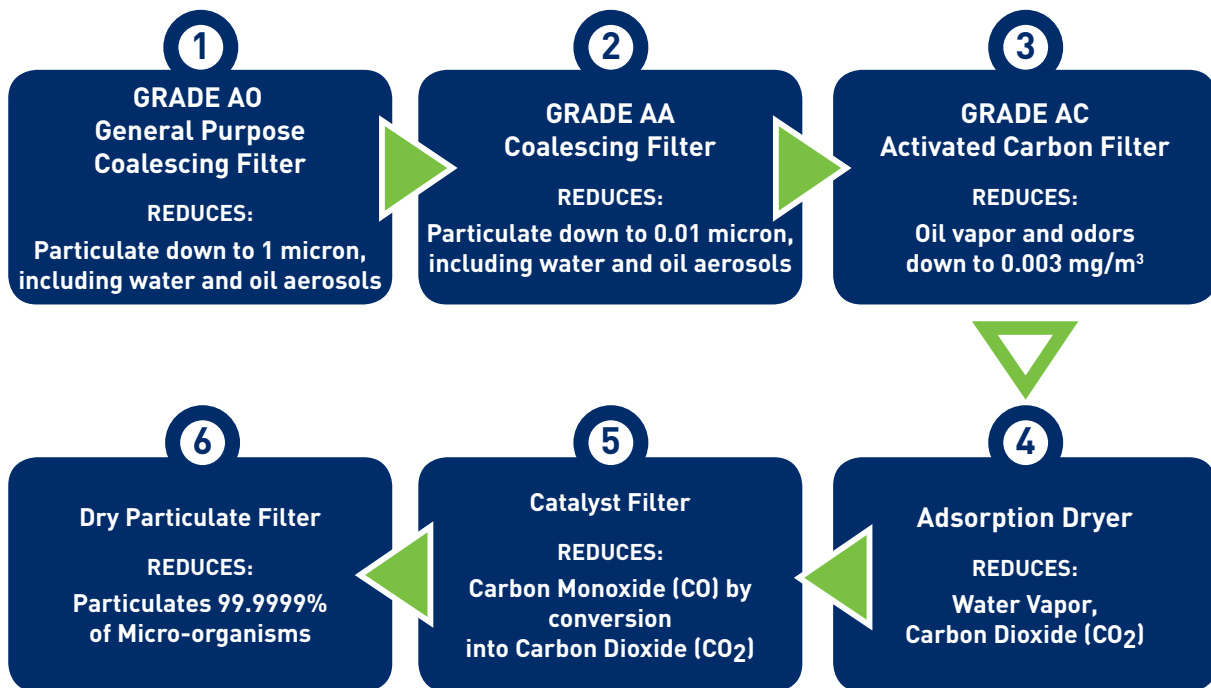 1
GRADE AO
General Purpose
Coalescing Filter
REDUCES:
Particulate down to 1 micron,
including water and oil aerosols
2
GRADE AA
Coalescing Filter
REDUCES:
Particulate down to 0.01 micron,
including water and oil aerosols
3
GRADE AC
Activated Carbon Filter
REDUCES:
Oil vapor and odors
down to 0.003 mg/m³
4
Adsorption Dryer
REDUCES:
Water Vapor,
Carbon Dioxide (CO₂)
5
Catalyst Filter
REDUCES:
Carbon Monoxide (CO) by
conversion
into Carbon Dioxide (CO₂)
6
Dry Particulate Filter
REDUCES:
Particulates 99.9999%
of Micro-organisms